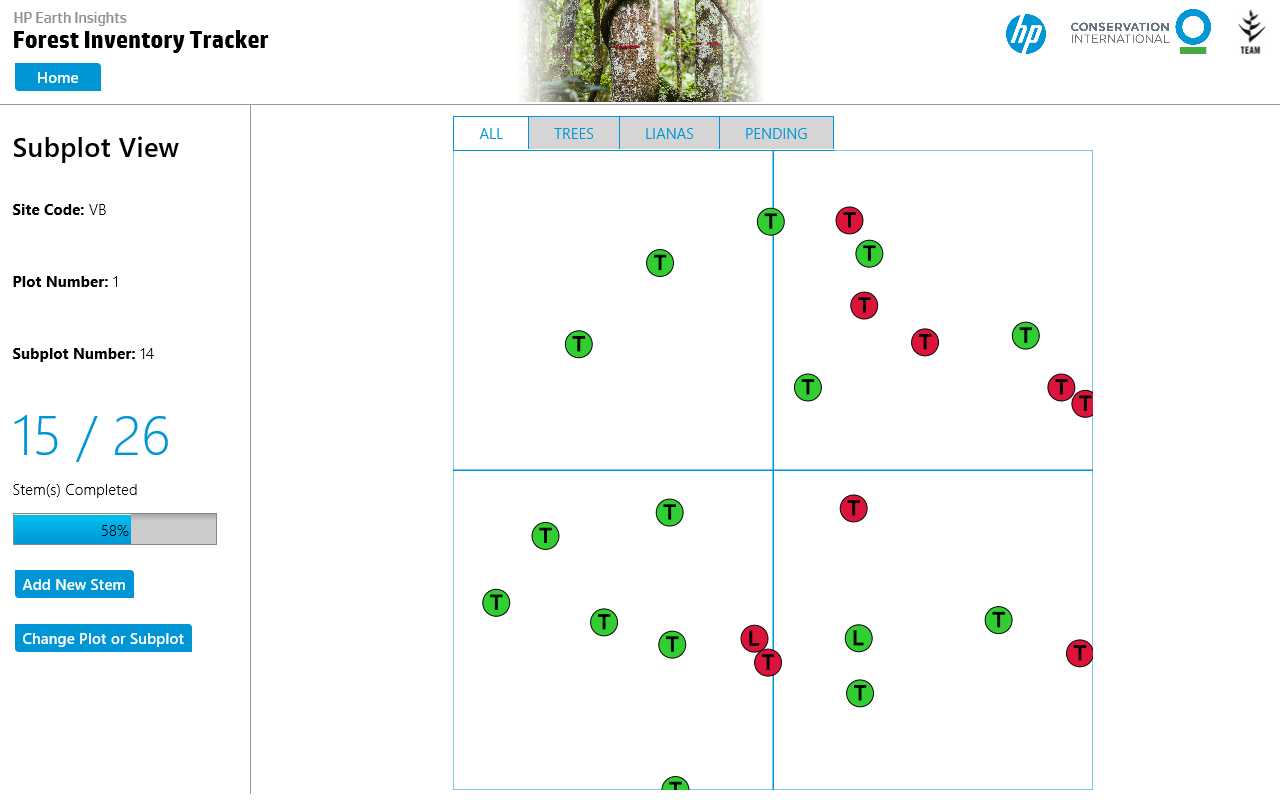 HP Earth Insights
Forest Inventory Tracker
Home
hp
CONSERVATION
INTERNATIONAL
TEAM
Subplot View
Site Code: VB
Plot Number: 1
Subplot Number: 14
15 / 26
Stem(s) Completed
58%
Add New Stem
Change Plot or Subplot
ALL TREES LIANAS PENDING
T T
T T
T
T T
T
T T
T
T T
T
T T
T
T L L
T T
T
T